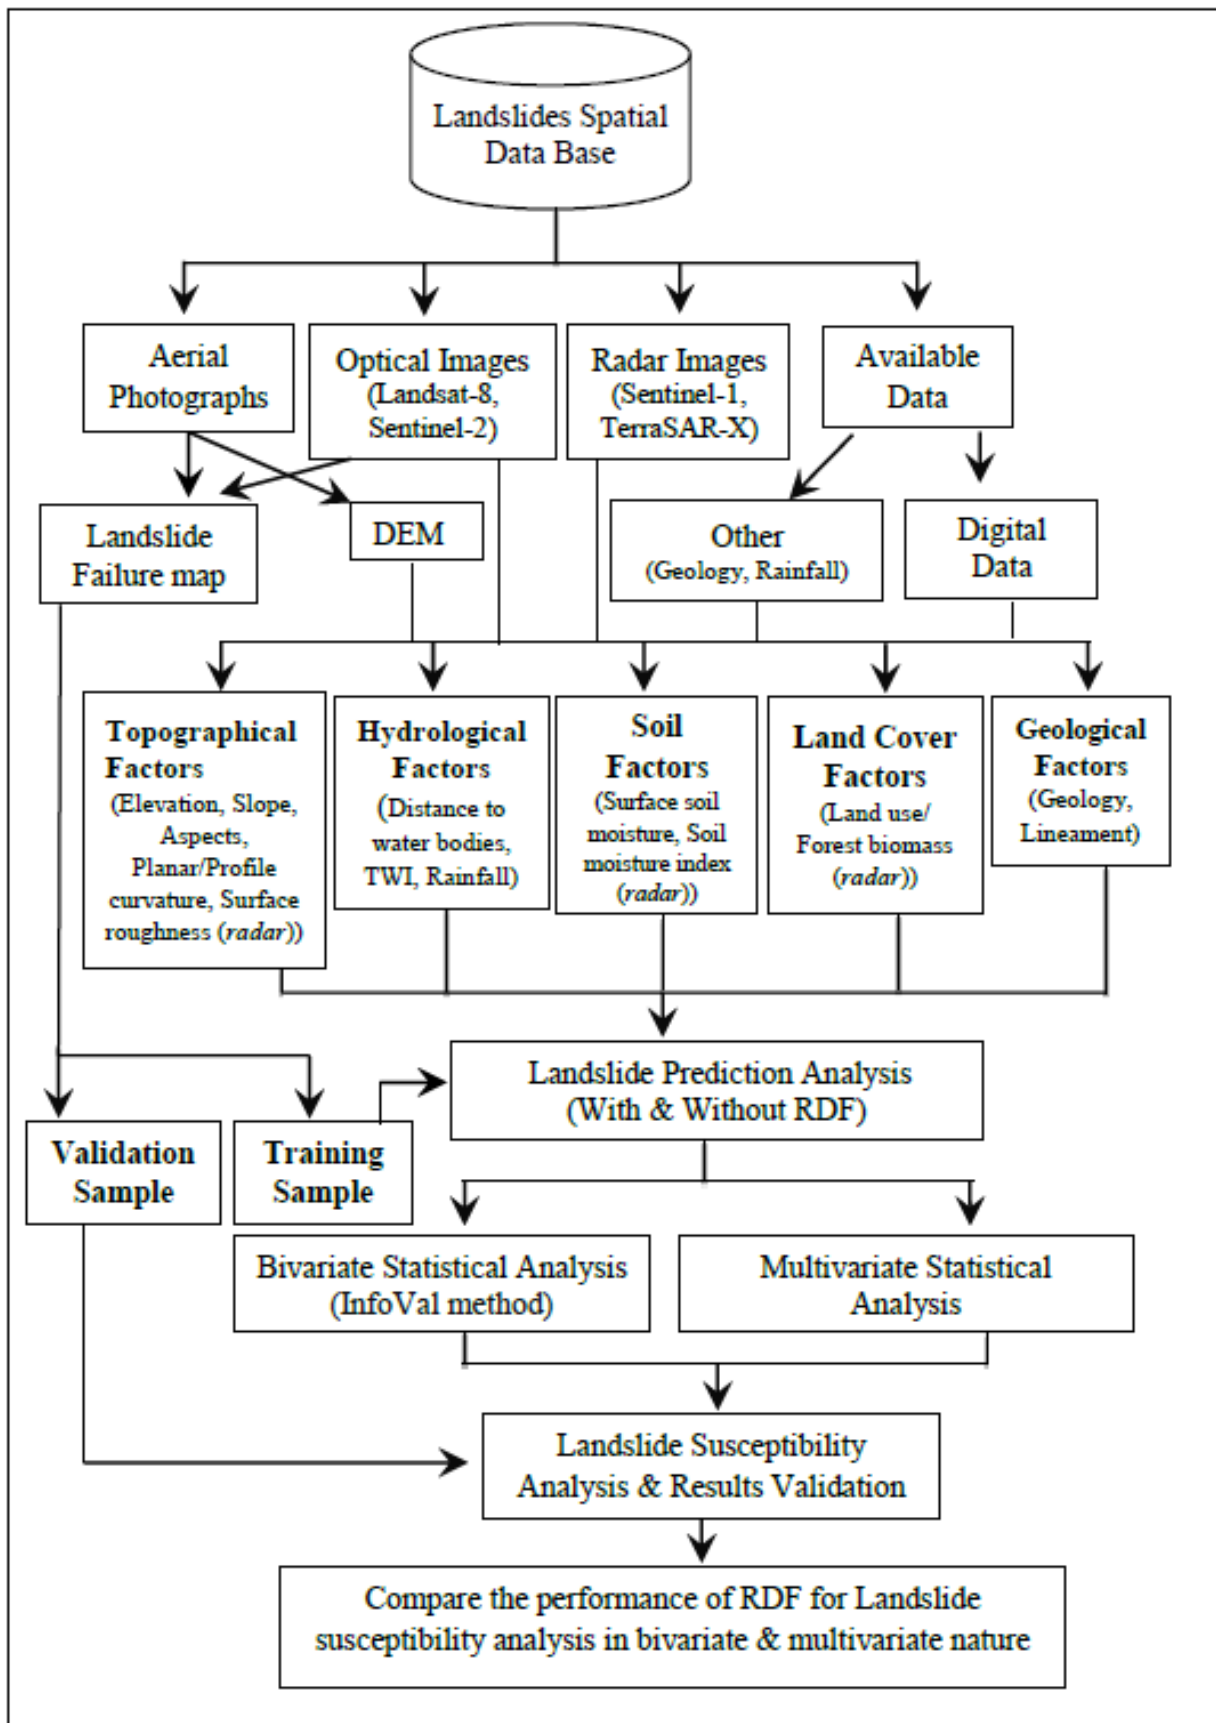 Landslides Spatial
Data Base
Aerial
Photographs
Optical Images
(Landsat-8,
Sentinel-2)
Radar Images
(Sentinel-1,
TerraSAR-X)
Available
Data
Landslide
Failure map
DEM
Other
(Geology, Rainfall)
Digital
Data
Topographical
Factors
(Elevation, Slope,
Aspects,
Planar/Profile
curvature, Surface
roughness (radar))
Hydrological
Factors
(Distance to
water bodies,
TWI, Rainfall)
Soil
Factors
(Surface soil
moisture, Soil
moisture index
(radar))
Land Cover
Factors
(Land use/
Forest biomass
(radar))
Geological
Factors
(Geology,
Lineament)
Landslide Prediction Analysis
(With & Without RDF)
Validation
Sample
Training
Sample
Bivariate Statistical Analysis
(InfoVal method)
Multivariate Statistical
Analysis
Landslide Susceptibility
Analysis & Results Validation
Compare the performance of RDF for Landslide
susceptibility analysis in bivariate & multivariate nature